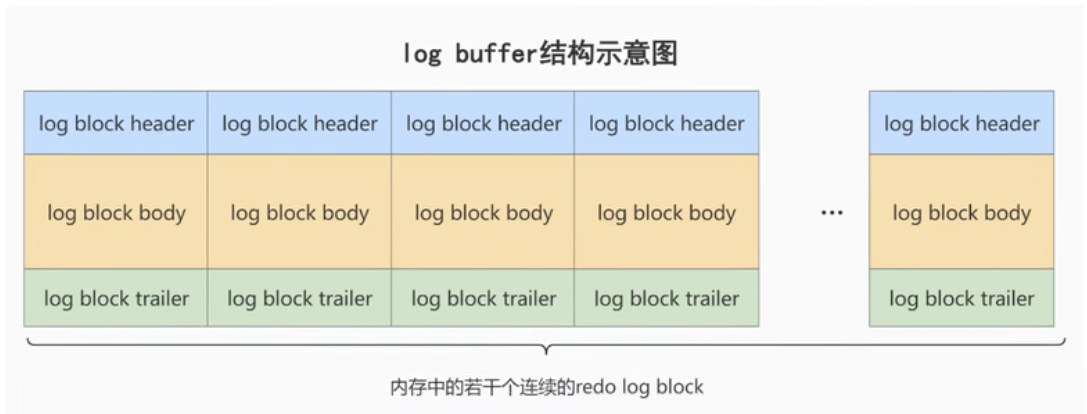 log buffer结构示意图
log block header log block header log block header log block header log block header
log block body log block body log block body log block body ... log block body
log block trailer log block trailer log block trailer log block trailer log block trailer
内存中的若干个连续的redo log block